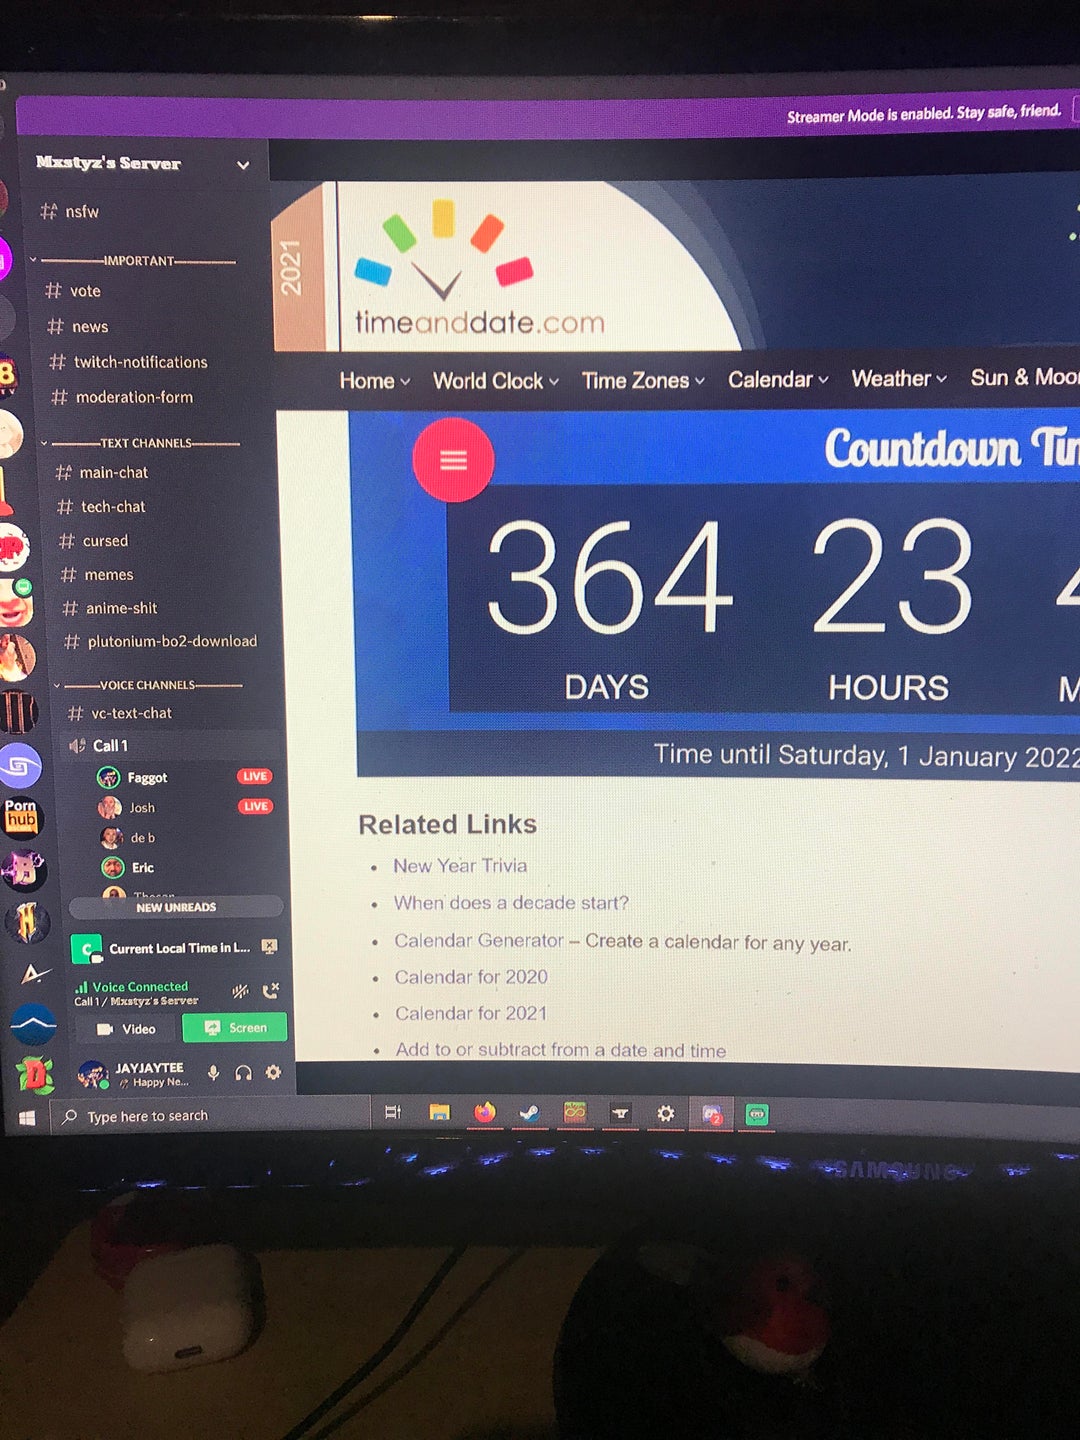 Streamer Mode is enabled. Stay safe, friend.
Mxstyz's Server
nsfw
IMPORTANT
vote
news
twitch-notifications
moderation-form
TEXT CHANNELS
main-chat
tech-chat
cursed
memes
anime-shit
plutonium-bo2-download
VOICE CHANNELS
vc-text-chat
Call 1
Faggot LIVE
Josh LIVE
de b
Eric
NEW UNREADS
C Current Local Time in L...
Voice Connected
Call 1 / Mxstyz's Server
Video Screen
JAYJAYTEE
Happy Ne...
Porn
hub
8
D
2021
timeanddate.com
Home World Clock Time Zones Calendar Weather Sun & Moon
Countdown Tim
364 23 4
DAYS HOURS M
Time until Saturday, 1 January 2022
Related Links
• New Year Trivia
• When does a decade start?
• Calendar Generator – Create a calendar for any year.
• Calendar for 2020
• Calendar for 2021
• Add to or subtract from a date and time
Type here to search
2
SAMSUNG